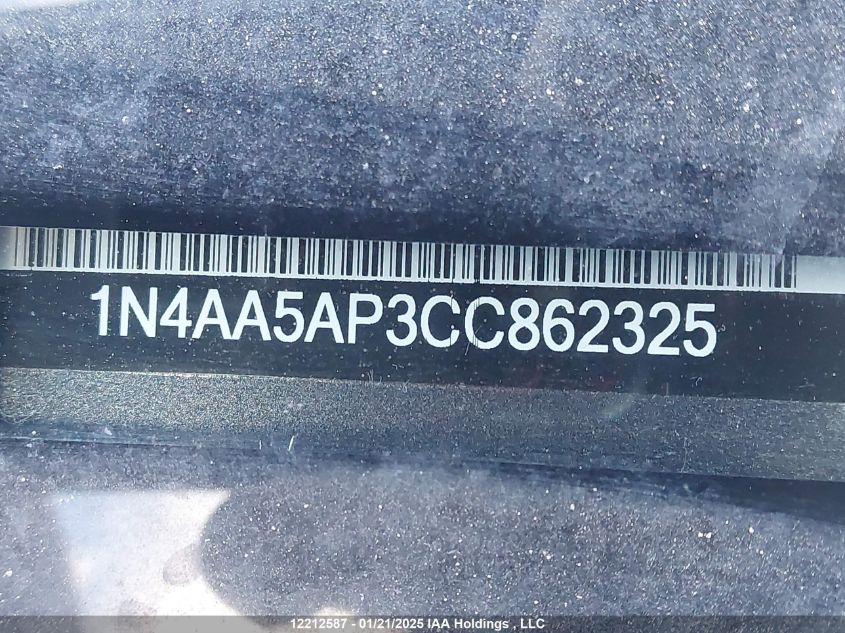 1N4AA5AP3CC862325
12212587 - 01/21/2025 IAA Holdings , LLC